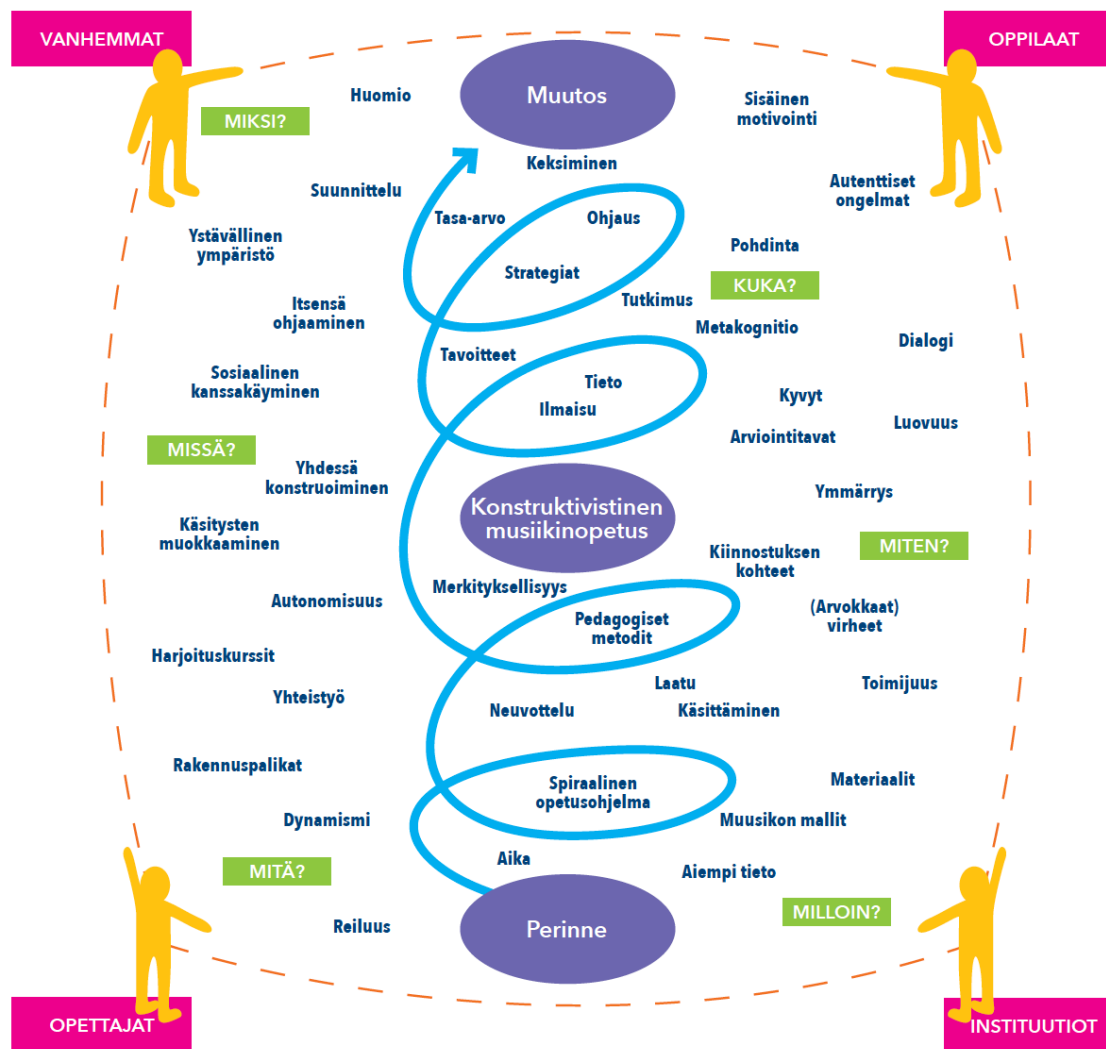 VANHEMMAT
OPPILAAT
Huomio
Muutos
Sisäinen
motivointi
MIKSI?
Keksiminen
Suunnittelu
Autenttiset
ongelmat
Tasa-arvo
Ohjaus
Ystävällinen
ympäristö
Pohdinta
Strategiat
KUKA?
Itsensä
ohjaaminen
Tutkimus
Metakognitio
Dialogi
Tavoitteet
Sosiaalinen
kanssakäyminen
Tieto
Ilmaisu
Kyvyt
Luovuus
Arviointitavat
MISSÄ?
Yhdessä
konstruoiminen
Konstruktivistinen
musiikinopetus
Ymmärrys
Käsitysten
muokkaaminen
MITEN?
Kiinnostuksen
kohteet
Merkityksellisyys
Autonomisuus
Pedagogiset
metodit
(Arvokkaat)
virheet
Harjoituskurssit
Laatu
Toimijuus
Yhteistyö
Neuvottelu
Käsittäminen
Rakennuspalikat
Spiraalinen
opetusohjelma
Materiaalit
Dynamismi
Muusikon mallit
Aika
MITÄ?
Aiempi tieto
MILLOIN?
Reiluus
Perinne
OPETTAJAT
INSTITUUTIOT